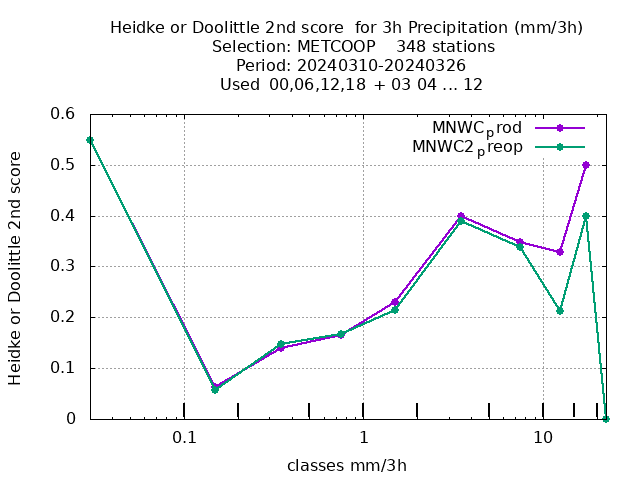 Heidke or Doolittle 2nd score  for 3h Precipitation (mm/3h)
Selection: METCOOP    348 stations
Period: 20240310-20240326
Used  00,06,12,18  + 03 04 ... 12
MNWCprod
MNWC2preop
0.6
0.5
0.4
0.3
0.2
0.1
0
Heidke or Doolittle 2nd score
0.1
1
10
classes mm/3h